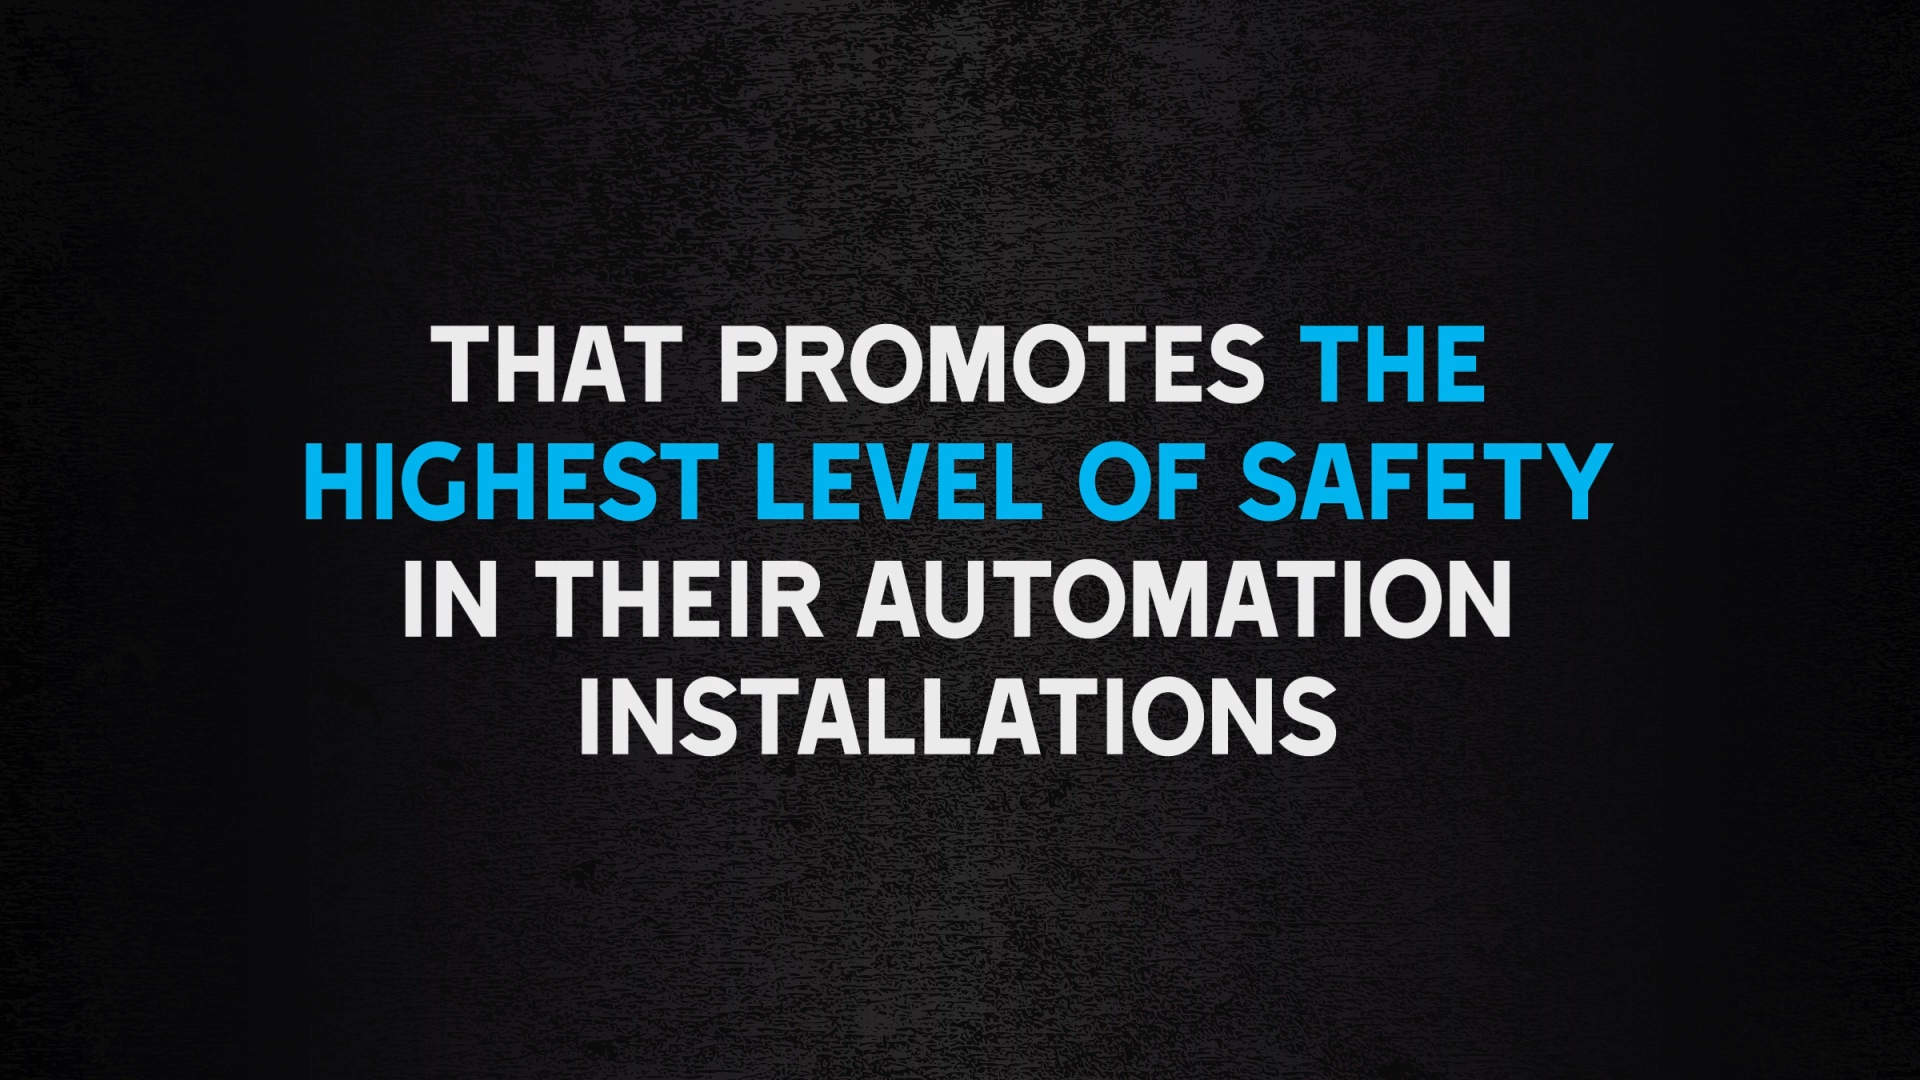 THAT PROMOTES THE
HIGHEST LEVEL OF SAFETY
IN THEIR AUTOMATION
INSTALLATIONS